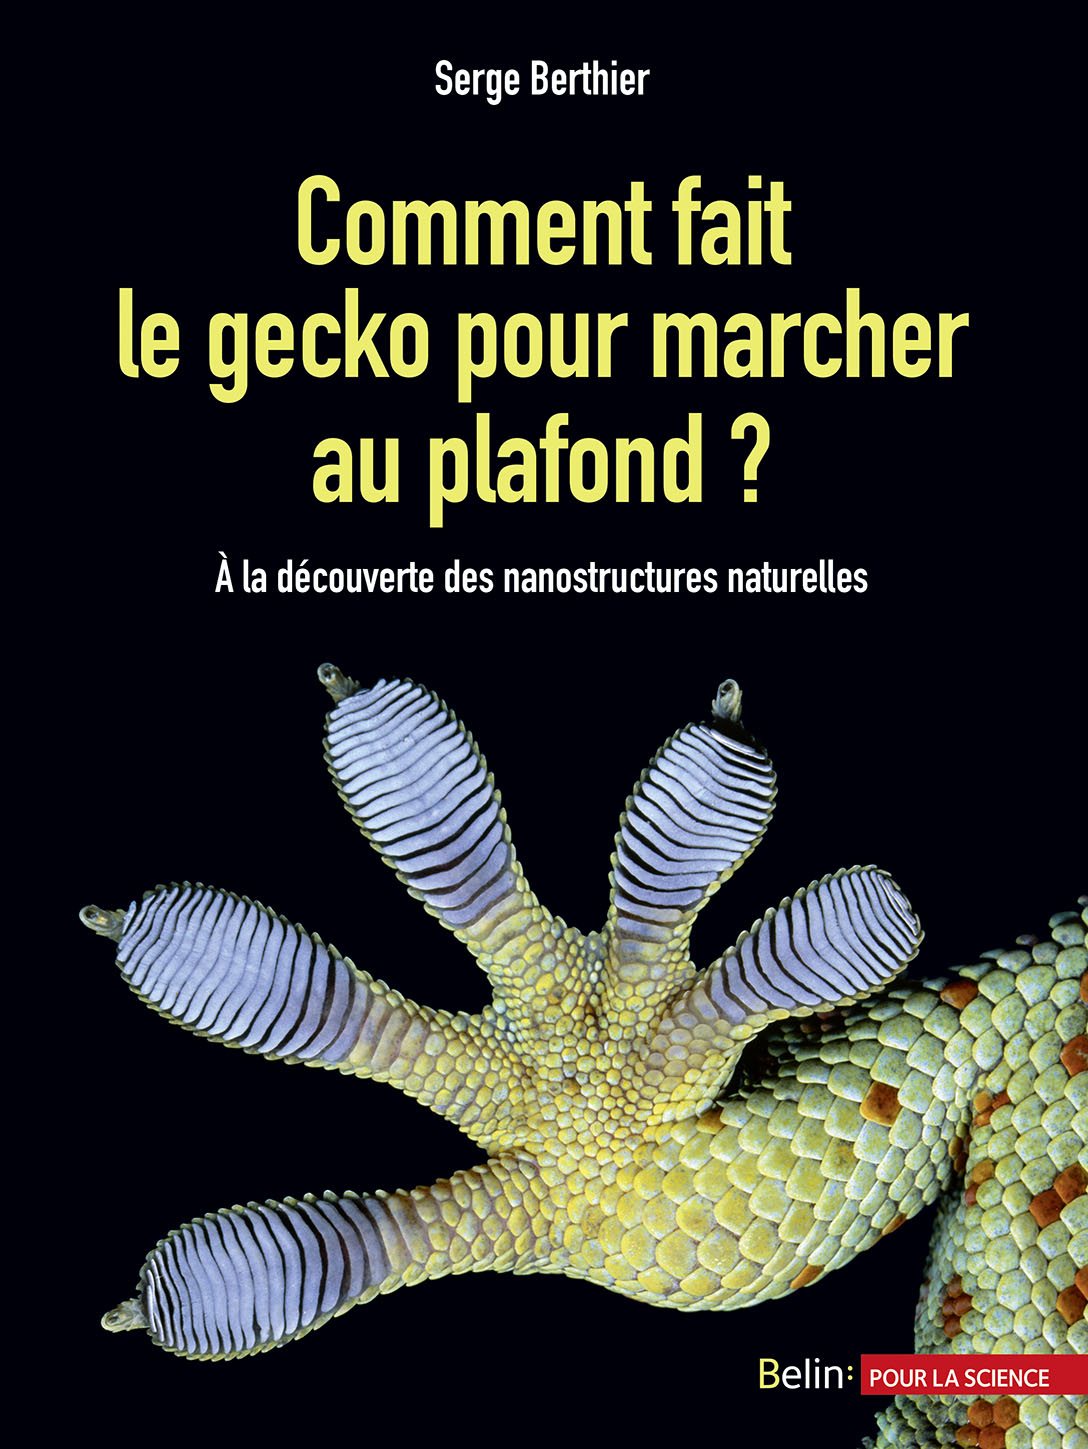 Serge Berthier
Comment fait
le gecko pour marcher
au plafond ?
À la découverte des nanostructures naturelles
Belin:
POUR LA SCIENCE